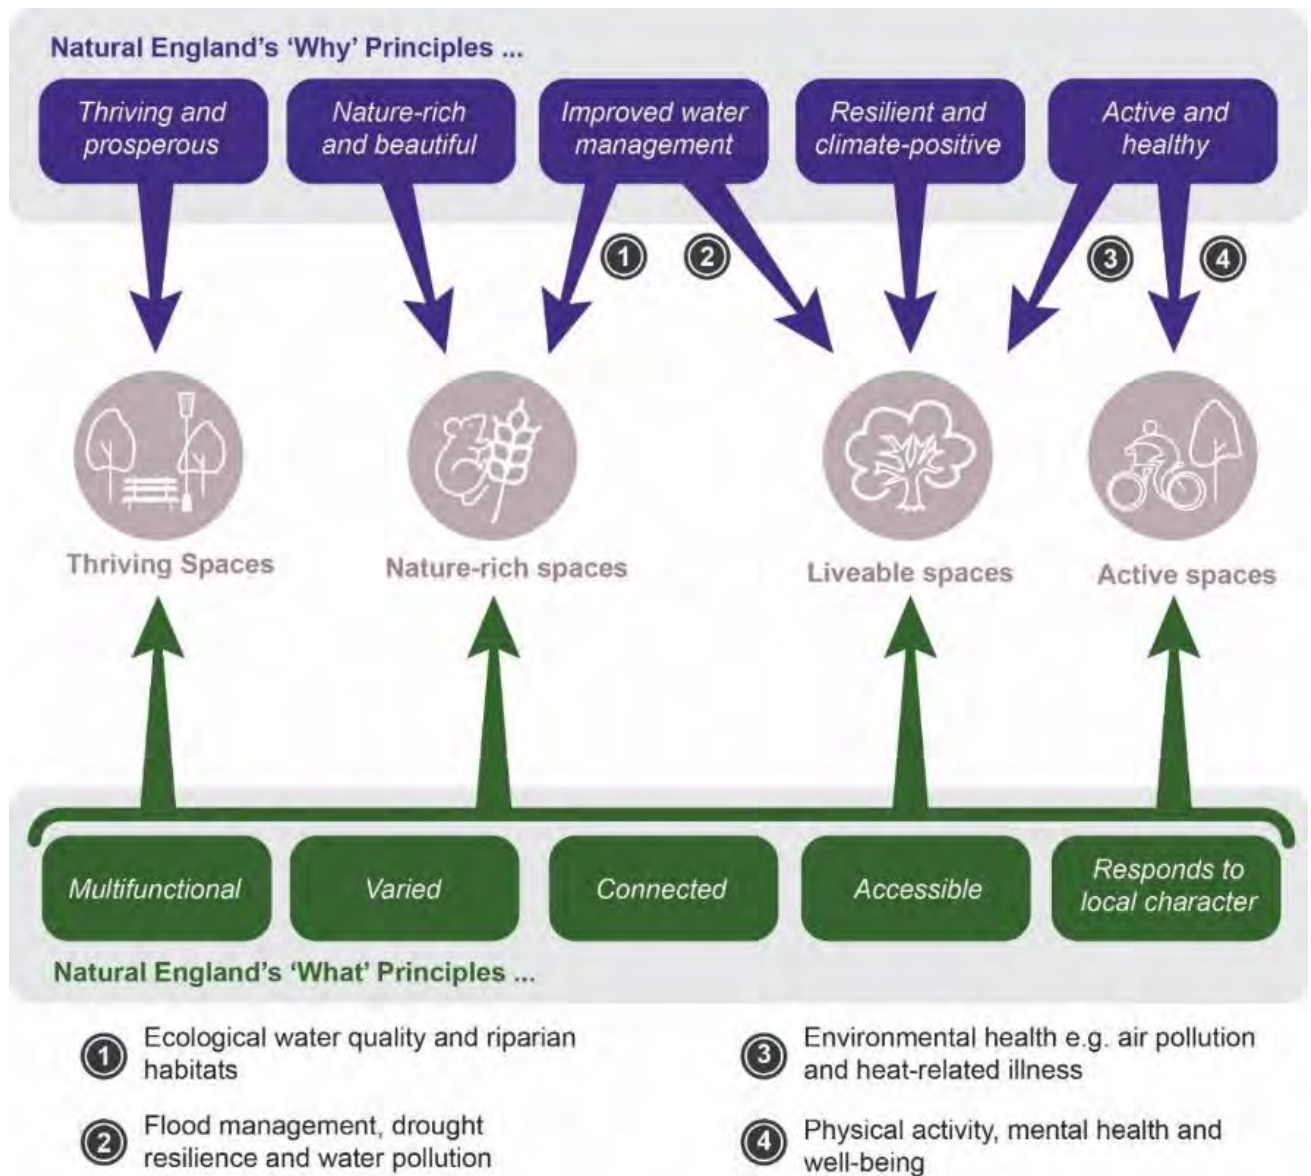 Natural England's 'Why' Principles ...
Thriving and
prosperous
Nature-rich
and beautiful
Improved water
management
Resilient and
climate-positive
Active and
healthy
1
2
3
4
Thriving Spaces
Nature-rich spaces
Liveable spaces
Active spaces
Multifunctional
Varied
Connected
Accessible
Responds to
local character
Natural England's 'What' Principles ...
1
Ecological water quality and riparian
habitats
2
Flood management, drought
resilience and water pollution
3
Environmental health e.g. air pollution
and heat-related illness
4
Physical activity, mental health and
well-being